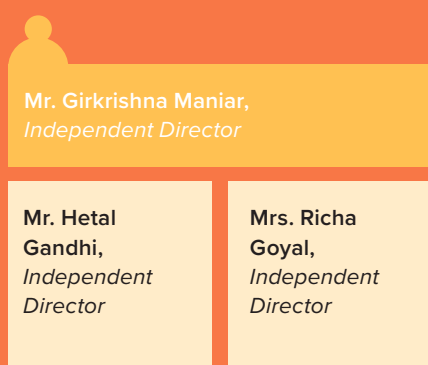 Mr. Girkrishna Maniar,
Independent Director
Mr. Hetal
Gandhi,
Independent
Director
Mrs. Richa
Goyal,
Independent
Director